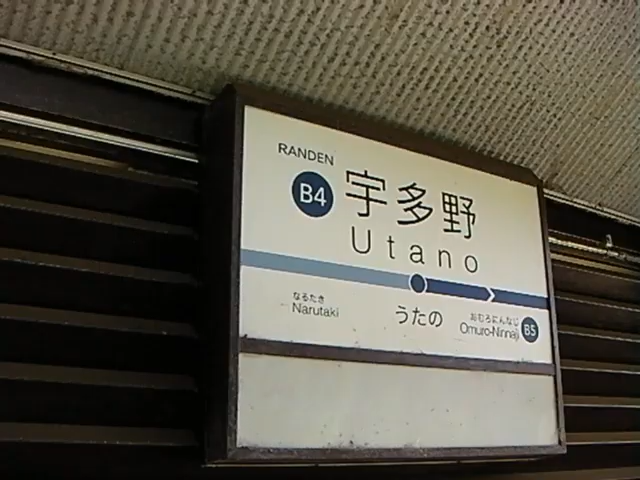 RANDEN
B4 宇多野
Utano
なるたき
Narutaki
うたの
おむろにんなじ
Omuro-Ninnaji
B5